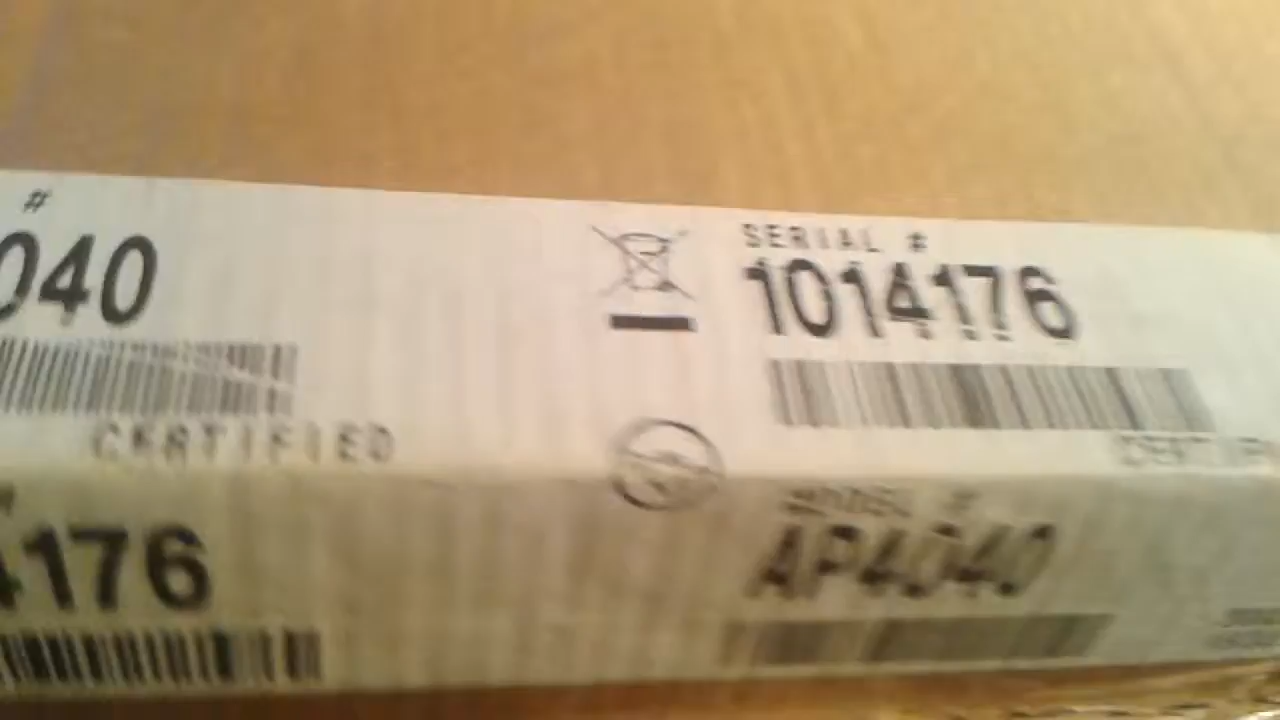 #
040
CERTIFIED
4176
SERIAL #
1014176
MODEL #
AP4040